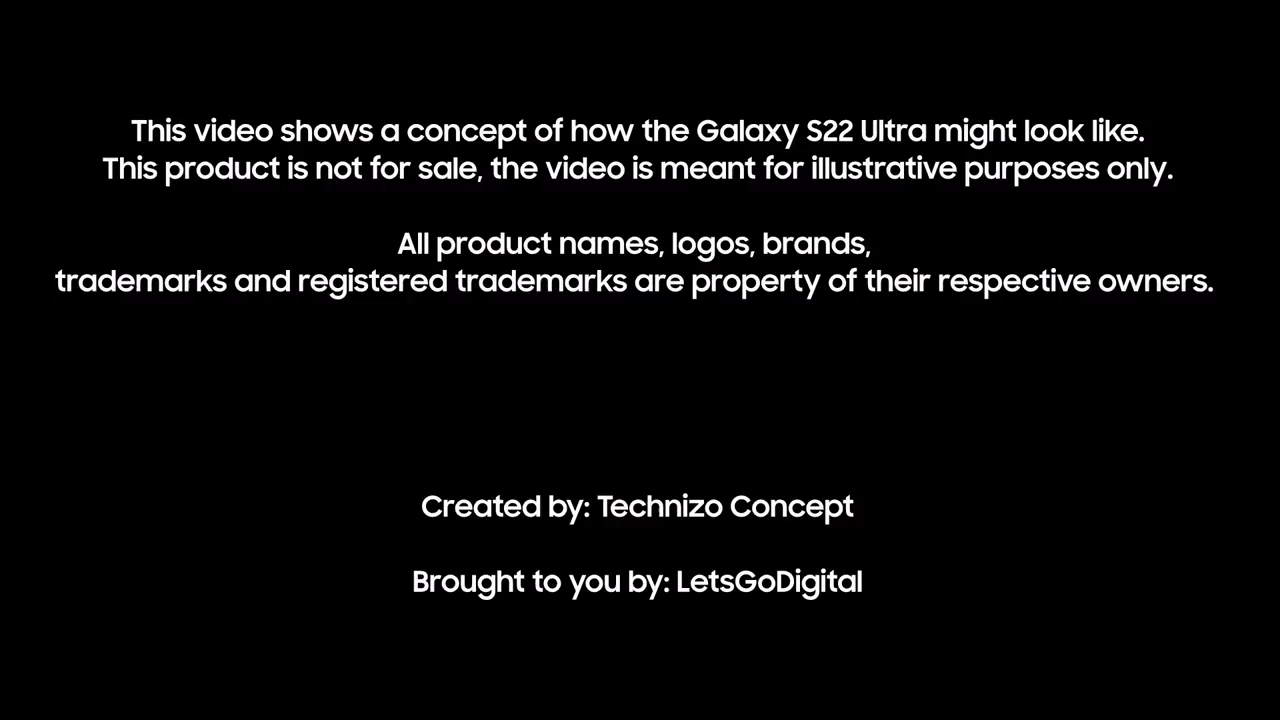 This video shows a concept of how the Galaxy S22 Ultra might look like.
This product is not for sale, the video is meant for illustrative purposes only.
All product names, logos, brands,
trademarks and registered trademarks are property of their respective owners.
Created by: Technizo Concept
Brought to you by: LetsGoDigital